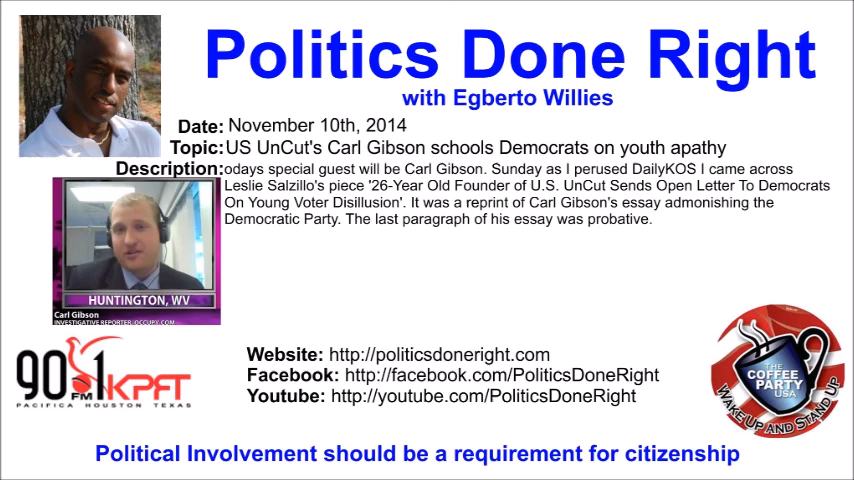 Politics Done Right
with Egberto Willies
Date: November 10th, 2014
Topic: US UnCut's Carl Gibson schools Democrats on youth apathy
Description: odays special guest will be Carl Gibson. Sunday as I perused DailyKOS I came across
Leslie Salzillo's piece '26-Year Old Founder of U.S. UnCut Sends Open Letter To Democrats
On Young Voter Disillusion'. It was a reprint of Carl Gibson's essay admonishing the
Democratic Party. The last paragraph of his essay was probative.
HUNTINGTON, WV
Carl Gibson
INVESTIGATIVE REPORTER, OCCUPY.COM
90.1
FM KPFT
PACIFICA HOUSTON TEXAS
Website: http://politicsdoneright.com
Facebook: http://facebook.com/PoliticsDoneRight
Youtube: http://youtube.com/PoliticsDoneRight
THE
COFFEE
PARTY
USA
WAKE UP AND STAND UP
Political Involvement should be a requirement for citizenship